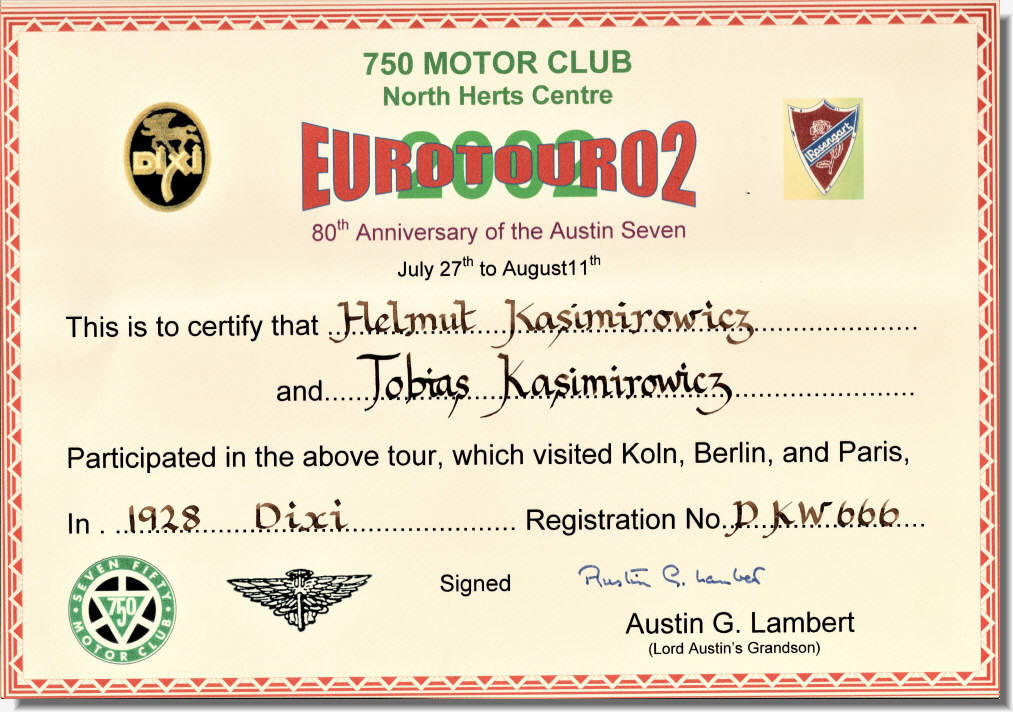 750 MOTOR CLUB
North Herts Centre
DIXI
EUROTOUR02
2002
Rosengart
80th Anniversary of the Austin Seven
July 27th to August11th
This is to certify that Helmut Kasimirowicz
and Tobias Kasimirowicz
Participated in the above tour, which visited Koln, Berlin, and Paris,
In . 1928 Dixi Registration No. D KW 666
SEVEN FIFTY
750
MOTOR CLUB
Signed Austin G. Lambert
Austin G. Lambert
(Lord Austin's Grandson)